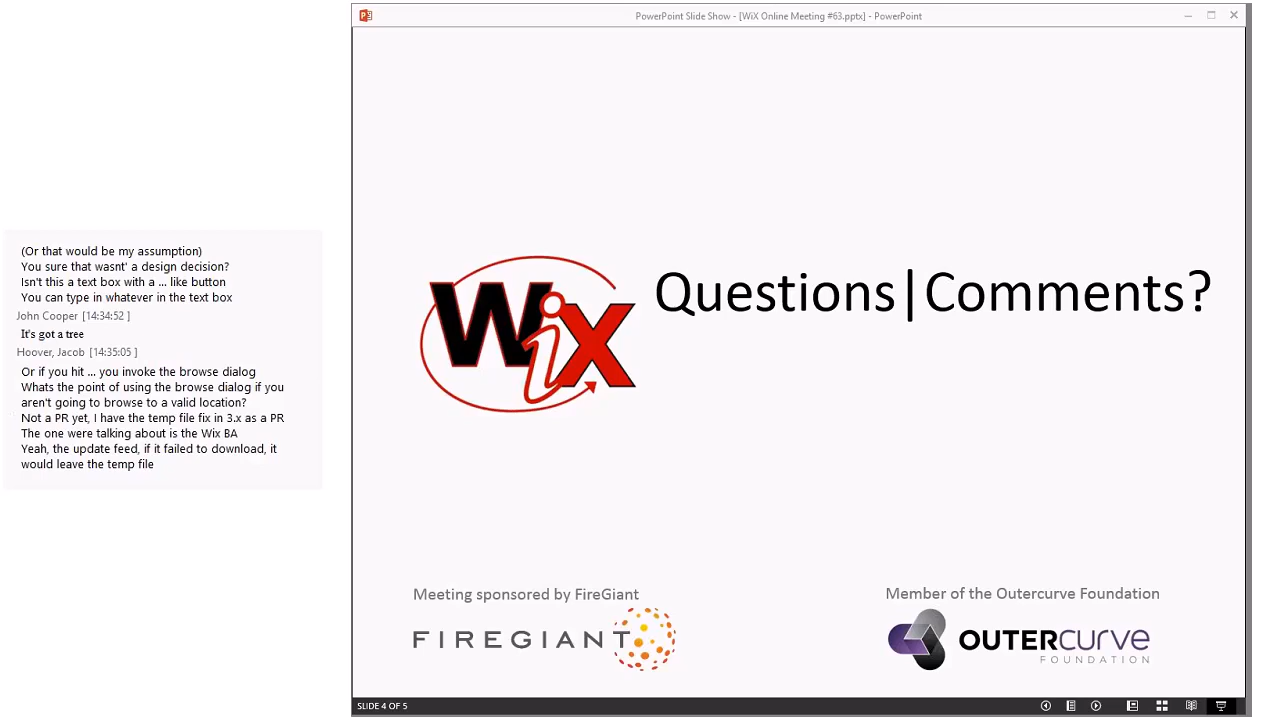 PowerPoint Slide Show - [WiX Online Meeting #63.pptx] - PowerPoint
(Or that would be my assumption)
You sure that wasnt' a design decision?
Isn't this a text box with a ... like button
You can type in whatever in the text box
John Cooper [14:34:52 ]
It's got a tree
Hoover, Jacob [14:35:05 ]
Or if you hit ... you invoke the browse dialog
Whats the point of using the browse dialog if you
aren't going to browse to a valid location?
Not a PR yet, I have the temp file fix in 3.x as a PR
The one were talking about is the Wix BA
Yeah, the update feed, if it failed to download, it
would leave the temp file
WiX
Questions|Comments?
Meeting sponsored by FireGiant
FIREGIANT
Member of the Outercurve Foundation
OUTERCURVE
FOUNDATION
SLIDE 4 OF 5